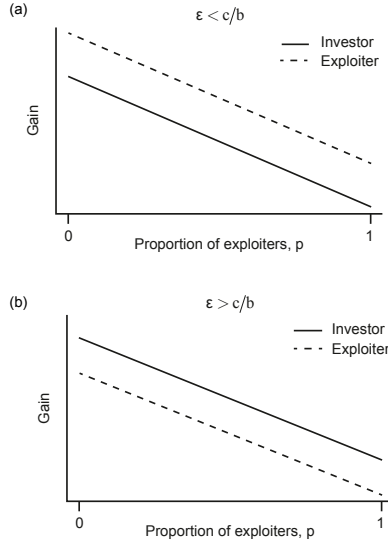 (a)
ε < c/b
Investor
Exploiter
Gain
0
1
Proportion of exploiters, p
(b)
ε > c/b
Investor
Exploiter
Gain
0
1
Proportion of exploiters, p